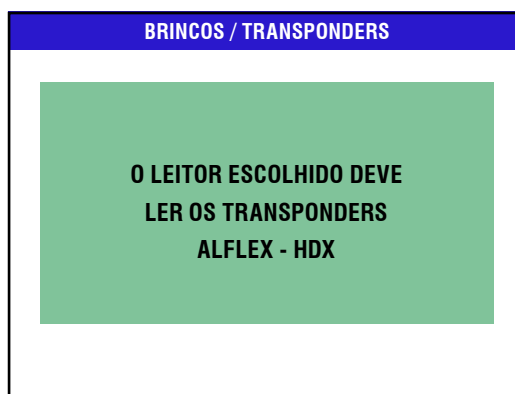 BRINCOS / TRANSPONDERS
O LEITOR ESCOLHIDO DEVE
LER OS TRANSPONDERS
ALFLEX - HDX